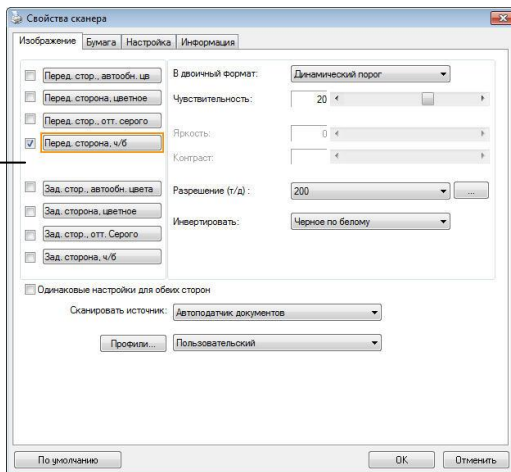 Свойства сканера
Изображение Бумага Настройка Информация
Перед. стор., автообн. цв
Перед. сторона, цветное
Перед. стор., отт. серого
Перед. сторона, ч/б
Зад. стор., автообн. цвета
Зад. сторона, цветное
Зад. стор., отт. Серого
Зад. сторона, ч/б
В двоичный формат: Динамический порог
Чувствительность: 20
Яркость: 0
Контраст:
Разрешение (т/д) : 200 ...
Инвертировать: Черное по белому
Одинаковые настройки для обеих сторон
Сканировать источник: Автоподатчик документов
Профили... Пользовательский
По умолчанию OK Отменить